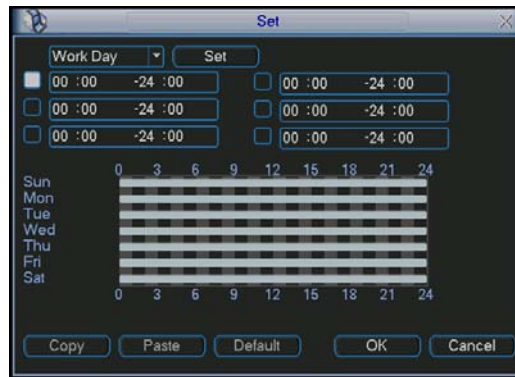 Set
Work Day Set
00 :00 -24 :00 00 :00 -24 :00
00 :00 -24 :00 00 :00 -24 :00
00 :00 -24 :00 00 :00 -24 :00
0 3 6 9 12 15 18 21 24
Sun
Mon
Tue
Wed
Thu
Fri
Sat
0 3 6 9 12 15 18 21 24
Copy Paste Default OK Cancel